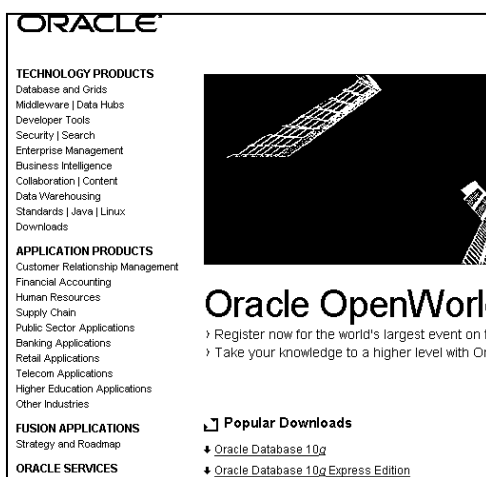 ORACLE
TECHNOLOGY PRODUCTS
Database and Grids
Middleware | Data Hubs
Developer Tools
Security | Search
Enterprise Management
Business Intelligence
Collaboration | Content
Data Warehousing
Standards | Java | Linux
Downloads
APPLICATION PRODUCTS
Customer Relationship Management
Financial Accounting
Human Resources
Supply Chain
Public Sector Applications
Banking Applications
Retail Applications
Telecom Applications
Higher Education Applications
Other Industries
FUSION APPLICATIONS
Strategy and Roadmap
ORACLE SERVICES
Oracle OpenWorl
› Register now for the world's largest event on
› Take your knowledge to a higher level with Or
Popular Downloads
Oracle Database 10g
Oracle Database 10g Express Edition